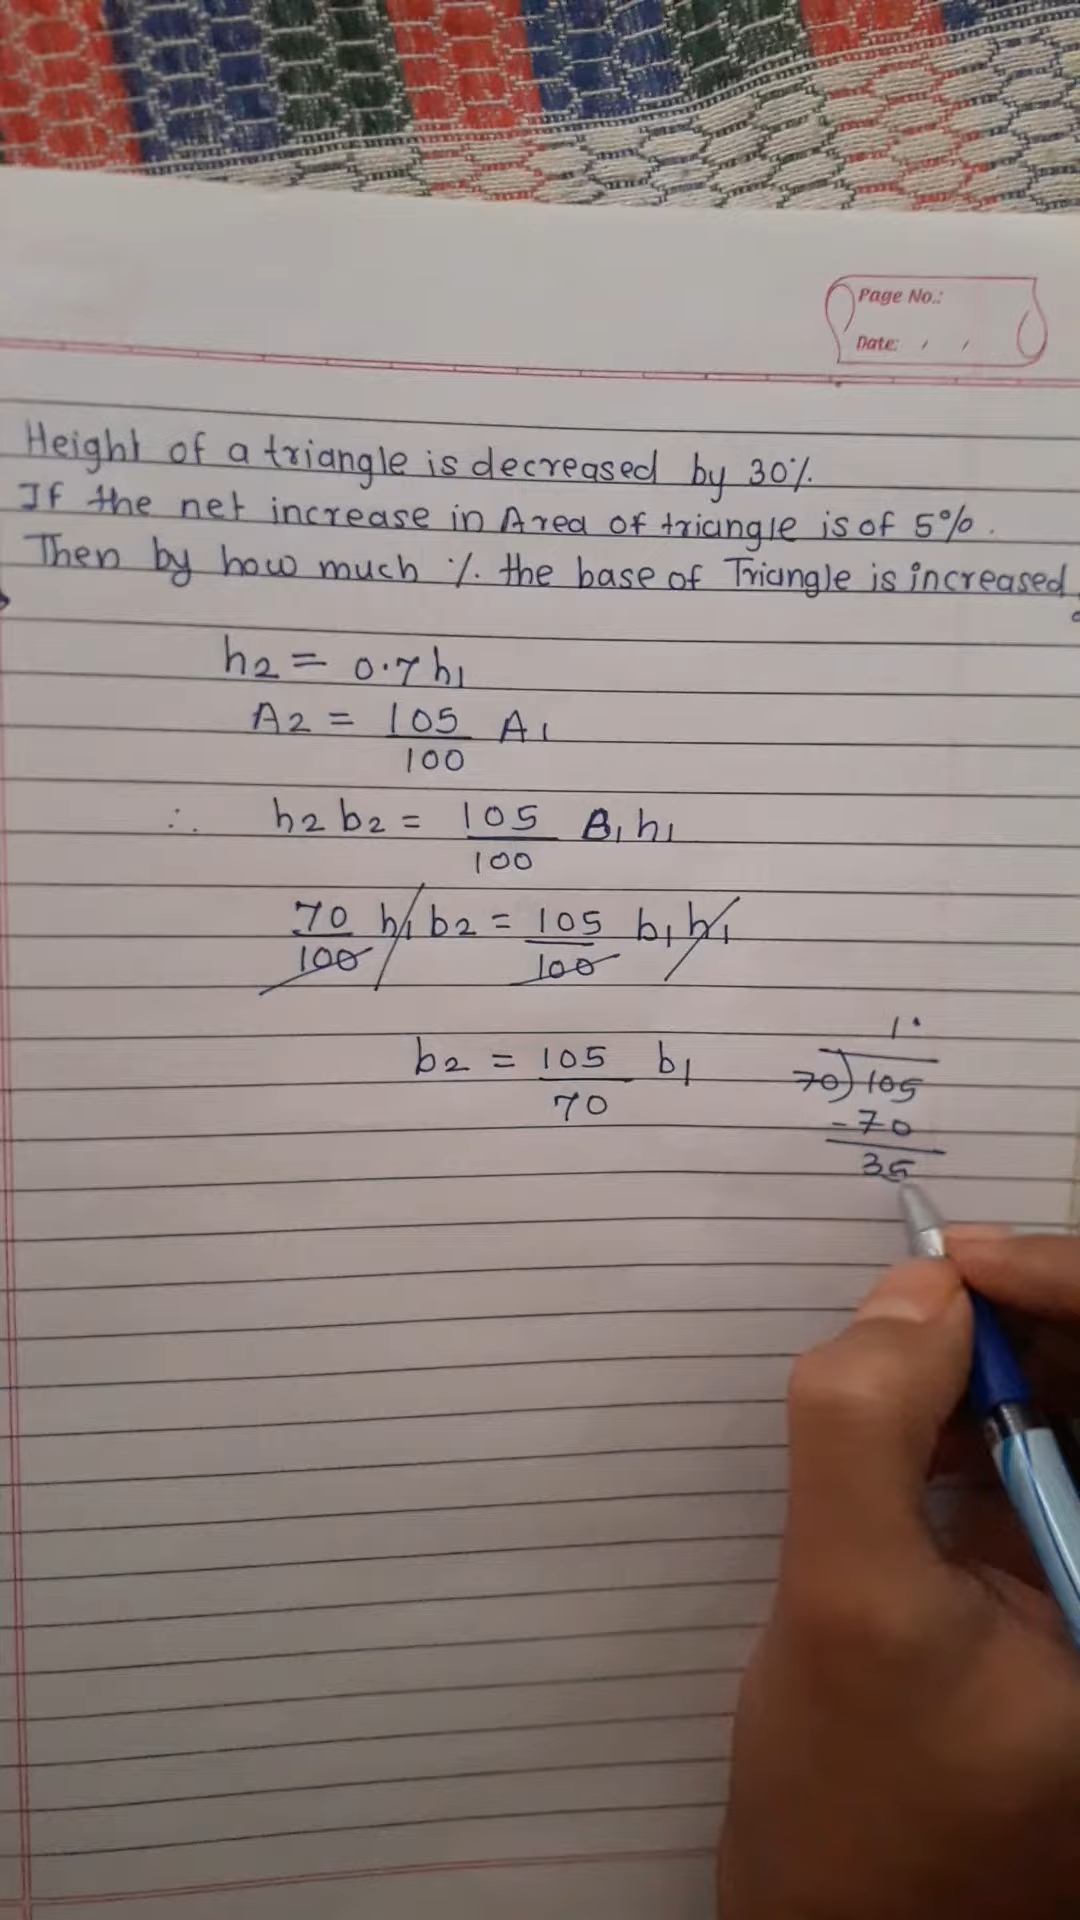 Page No.:
Date: / /
Height of a triangle is decreased by 30%.
If the net increase in Area of triangle is of 5%.
Then by how much % the base of Triangle is increased
h2 = 0.7 h1
A2 = 105/100 A1
∴ h2 b2 = 105/100 B1 h1
70/100 h1 b2 = 105/100 b1 h1
b2 = 105/70 b1
1.
70)105
-70
35